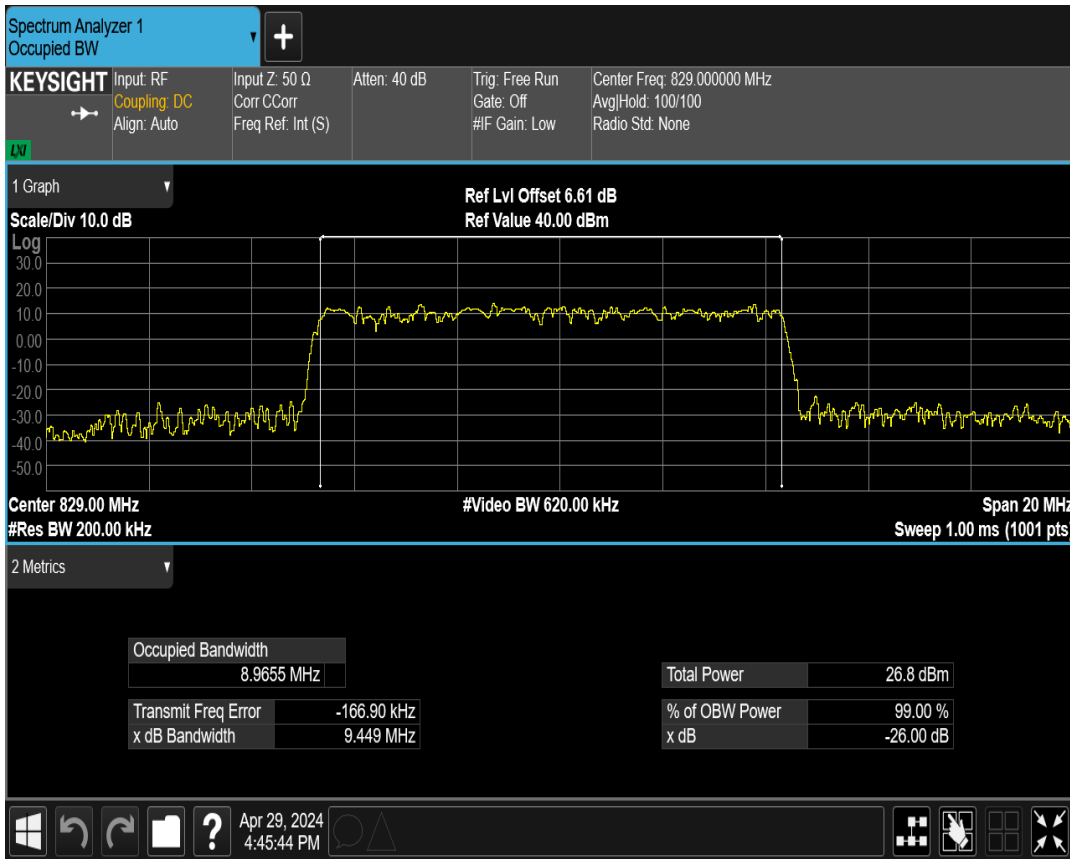 Spectrum Analyzer 1
Occupied BW
+
KEYSIGHT
LXI
Input: RF
Coupling: DC
Align: Auto
Input Z: 50 Ω
Corr CCorr
Freq Ref: Int (S)
Atten: 40 dB
Trig: Free Run
Gate: Off
#IF Gain: Low
Center Freq: 829.000000 MHz
Avg|Hold: 100/100
Radio Std: None
1 Graph
Scale/Div 10.0 dB
Ref Lvl Offset 6.61 dB
Ref Value 40.00 dBm
Log
30.0
20.0
10.0
0.00
-10.0
-20.0
-30.0
-40.0
-50.0
Center 829.00 MHz
#Video BW 620.00 kHz
Span 20 MHz
#Res BW 200.00 kHz
Sweep 1.00 ms (1001 pts)
2 Metrics
Occupied Bandwidth
8.9655 MHz
Transmit Freq Error -166.90 kHz
x dB Bandwidth 9.449 MHz
Total Power 26.8 dBm
% of OBW Power 99.00 %
x dB -26.00 dB
?
Apr 29, 2024
4:45:44 PM